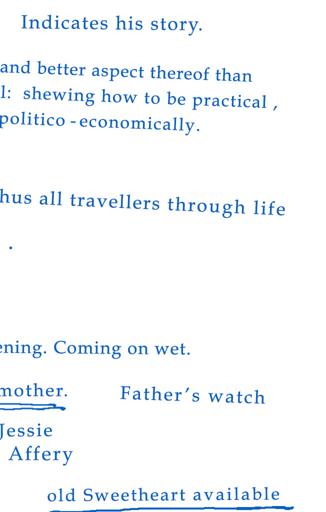 Indicates his story.
and better aspect thereof than
l: shewing how to be practical ,
politico - economically.
hus all travellers through life
.
ening. Coming on wet.
mother. Father's watch
Jessie
Affery
old Sweetheart available